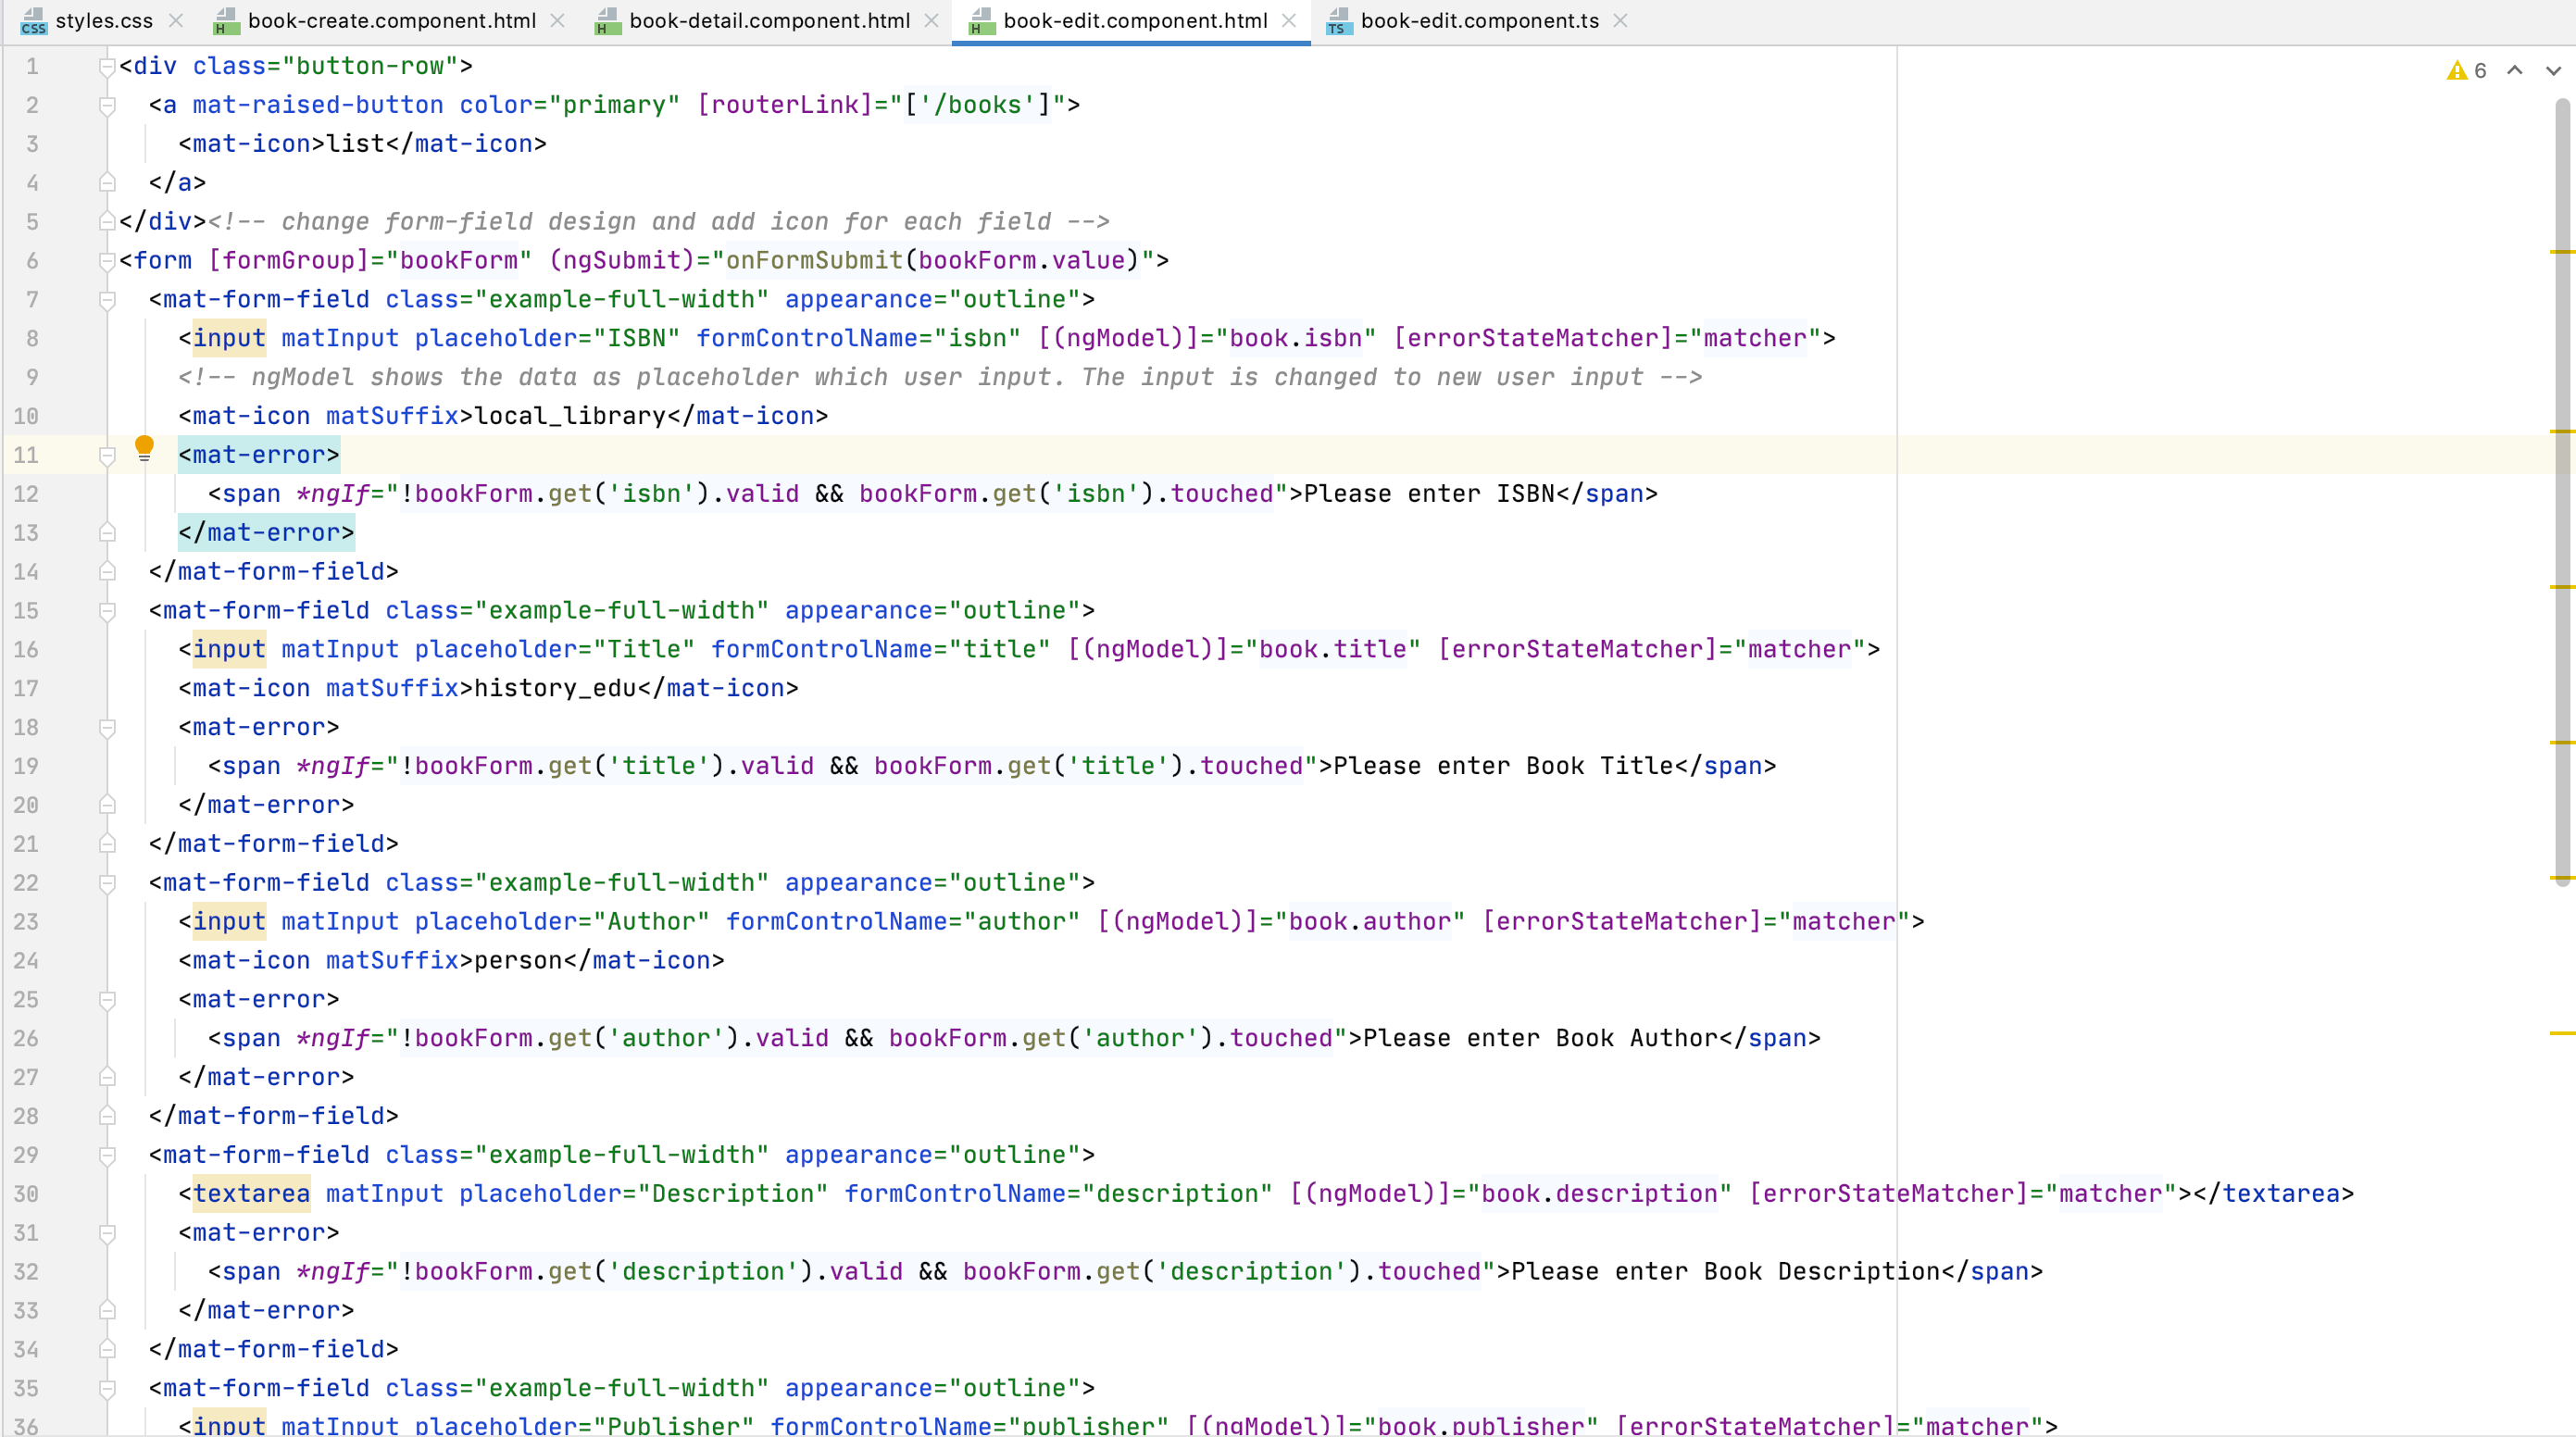 styles.css book-create.component.html book-detail.component.html book-edit.component.html book-edit.component.ts
6
1 <div class="button-row">
2 <a mat-raised-button color="primary" [routerLink]="['/books']">
3 <mat-icon>list</mat-icon>
4 </a>
5 </div><!-- change form-field design and add icon for each field -->
6 <form [formGroup]="bookForm" (ngSubmit)="onFormSubmit(bookForm.value)">
7 <mat-form-field class="example-full-width" appearance="outline">
8 <input matInput placeholder="ISBN" formControlName="isbn" [(ngModel)]="book.isbn" [errorStateMatcher]="matcher">
9 <!-- ngModel shows the data as placeholder which user input. The input is changed to new user input -->
10 <mat-icon matSuffix>local_library</mat-icon>
11 <mat-error>
12 <span *ngIf="!bookForm.get('isbn').valid && bookForm.get('isbn').touched">Please enter ISBN</span>
13 </mat-error>
14 </mat-form-field>
15 <mat-form-field class="example-full-width" appearance="outline">
16 <input matInput placeholder="Title" formControlName="title" [(ngModel)]="book.title" [errorStateMatcher]="matcher">
17 <mat-icon matSuffix>history_edu</mat-icon>
18 <mat-error>
19 <span *ngIf="!bookForm.get('title').valid && bookForm.get('title').touched">Please enter Book Title</span>
20 </mat-error>
21 </mat-form-field>
22 <mat-form-field class="example-full-width" appearance="outline">
23 <input matInput placeholder="Author" formControlName="author" [(ngModel)]="book.author" [errorStateMatcher]="matcher">
24 <mat-icon matSuffix>person</mat-icon>
25 <mat-error>
26 <span *ngIf="!bookForm.get('author').valid && bookForm.get('author').touched">Please enter Book Author</span>
27 </mat-error>
28 </mat-form-field>
29 <mat-form-field class="example-full-width" appearance="outline">
30 <textarea matInput placeholder="Description" formControlName="description" [(ngModel)]="book.description" [errorStateMatcher]="matcher"></textarea>
31 <mat-error>
32 <span *ngIf="!bookForm.get('description').valid && bookForm.get('description').touched">Please enter Book Description</span>
33 </mat-error>
34 </mat-form-field>
35 <mat-form-field class="example-full-width" appearance="outline">
36 <input matInput placeholder="Publisher" formControlName="publisher" [(ngModel)]="book.publisher" [errorStateMatcher]="matcher">